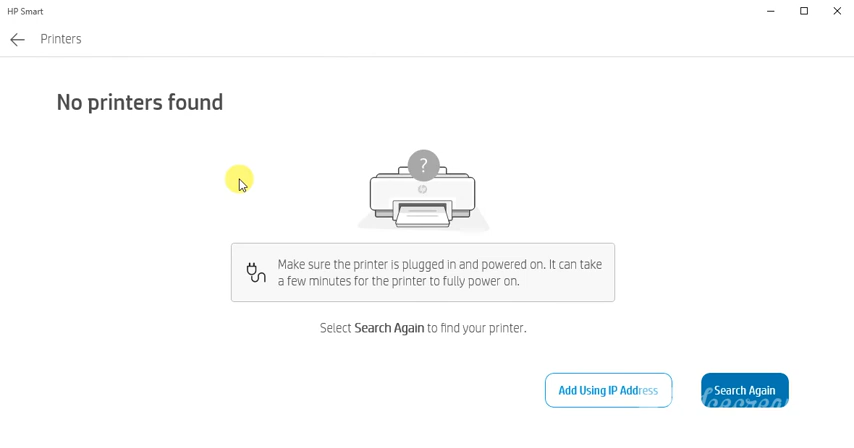 HP Smart
Printers
No printers found
?
hp
Make sure the printer is plugged in and powered on. It can take
a few minutes for the printer to fully power on.
Select Search Again to find your printer.
Add Using IP Address
Search Again